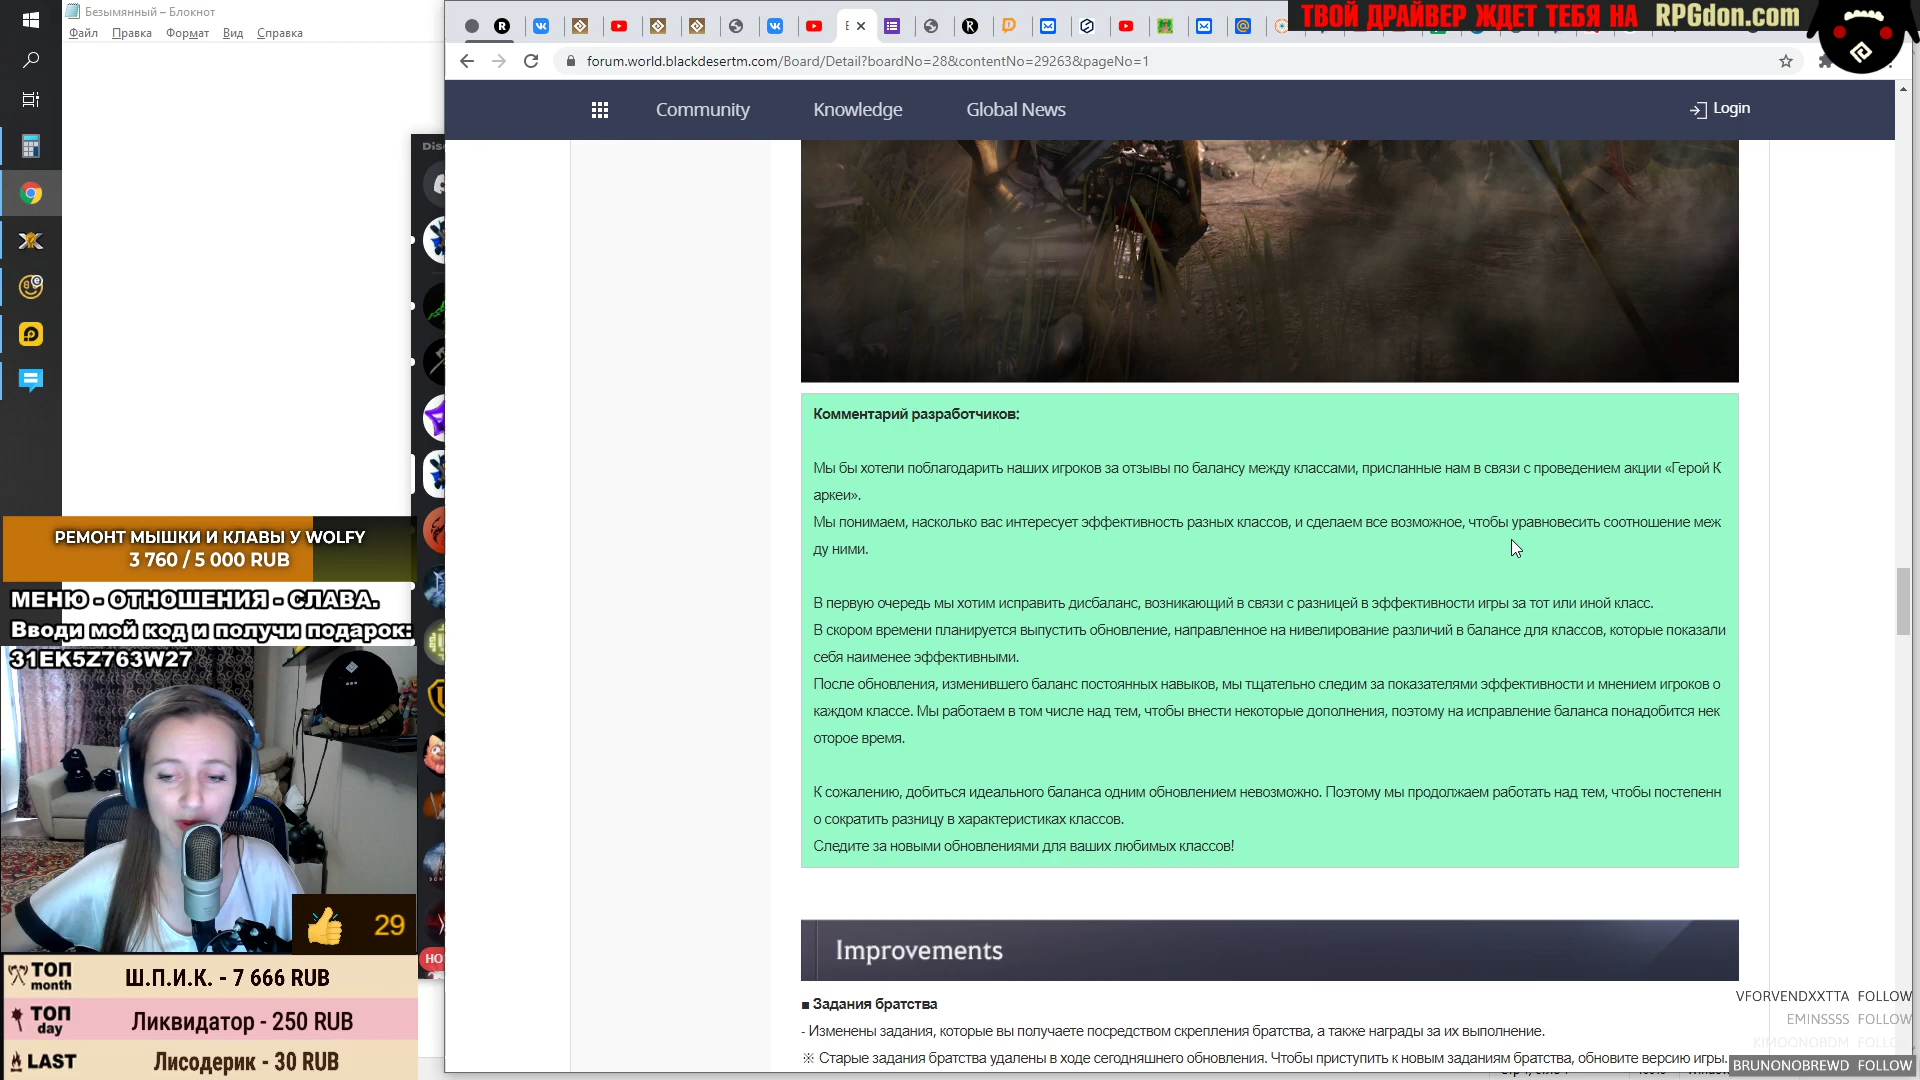 Безымянный – Блокнот
Файл Правка Формат Вид Справка
ТВОЙ ДРАЙВЕР ЖДЕТ ТЕБЯ НА RPGdon.com
forum.world.blackdesertm.com/Board/Detail?boardNo=28&contentNo=29263&pageNo=1
Community Knowledge Global News Login
Комментарий разработчиков:
Мы бы хотели поблагодарить наших игроков за отзывы по балансу между классами, присланные нам в связи с проведением акции «Герой К
аркеи».
Мы понимаем, насколько вас интересует эффективность разных классов, и сделаем все возможное, чтобы уравновесить соотношение меж
ду ними.
В первую очередь мы хотим исправить дисбаланс, возникающий в связи с разницей в эффективности игры за тот или иной класс.
В скором времени планируется выпустить обновление, направленное на нивелирование различий в балансе для классов, которые показали
себя наименее эффективными.
После обновления, изменившего баланс постоянных навыков, мы тщательно следим за показателями эффективности и мнением игроков о
каждом классе. Мы работаем в том числе над тем, чтобы внести некоторые дополнения, поэтому на исправление баланса понадобится нек
оторое время.
К сожалению, добиться идеального баланса одним обновлением невозможно. Поэтому мы продолжаем работать над тем, чтобы постепенн
о сократить разницу в характеристиках классов.
Следите за новыми обновлениями для ваших любимых классов!
Improvements
■ Задания братства
- Изменены задания, которые вы получаете посредством скрепления братства, а также награды за их выполнение.
※ Старые задания братства удалены в ходе сегодняшнего обновления. Чтобы приступить к новым заданиям братства, обновите версию игры.
РЕМОНТ МЫШКИ И КЛАВЫ У WOLFY
3 760 / 5 000 RUB
МЕНЮ - ОТНОШЕНИЯ - СЛАВА.
Вводи мой код и получи подарок:
31EK5Z763W27
29
ТОП month Ш.П.И.К. - 7 666 RUB
ТОП day Ликвидатор - 250 RUB
LAST Лисодерик - 30 RUB
VFORVENDXXTTA FOLLOW
EMINSSSS FOLLOW
KIMOQNORDM FOLLOW
BRUNONOBREWD FOLLOW